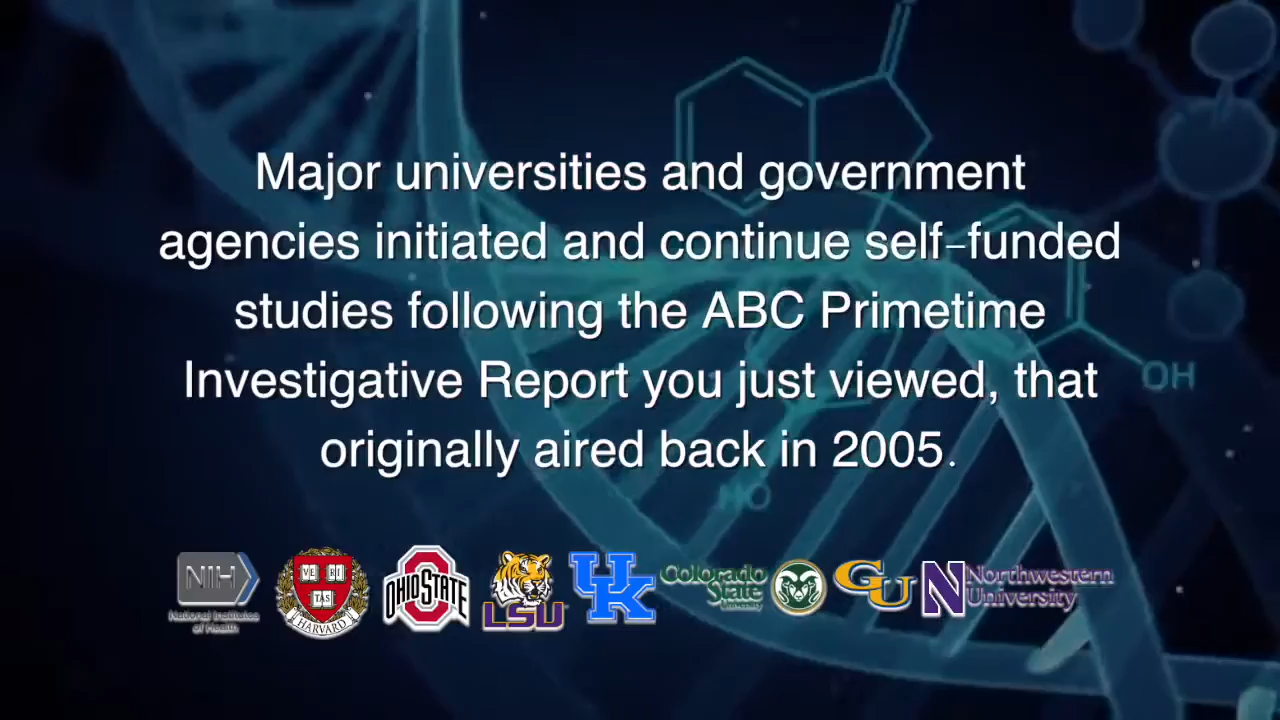 Major universities and government
agencies initiated and continue self-funded
studies following the ABC Primetime
Investigative Report you just viewed, that
originally aired back in 2005.
OH
HO
NIH
National Institutes
of Health
VE RI
TAS
HARVARD
OHIO STATE
LSU
UK
Colorado
State
University
GU
N Northwestern
University